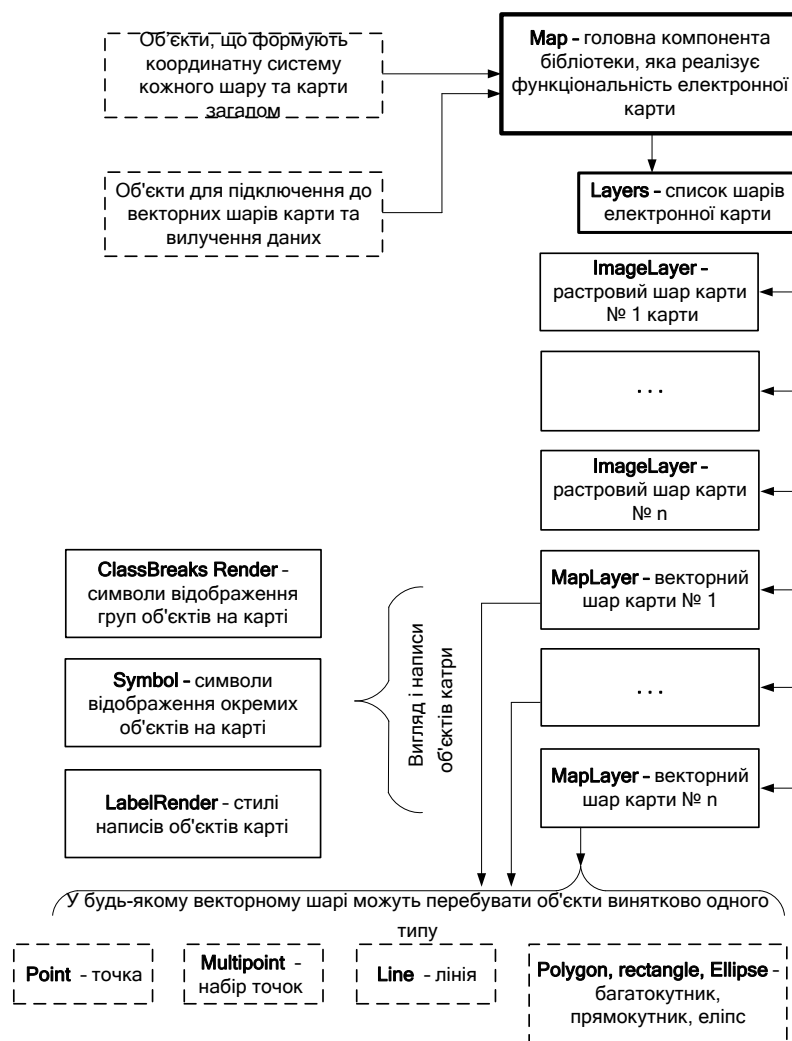 Об'єкти, що формують
координатну систему
кожного шару та карти
загалом
Map - головна компонента
бібліотеки, яка реалізує
функціональність електронної
карти
Об'єкти для підключення до
векторних шарів карти та
вилучення даних
Layers - список шарів
електронної карти
ImageLayer -
растровий шар карти
№ 1 карти
...
ImageLayer -
растровий шар карти
№ n
ClassBreaks Render -
символи відображення
груп об'єктів на карті
Symbol - символи
відображення окремих
об'єктів на карті
LabelRender - стилі
написів об'єктів карті
Вигляд і написи
об'єктів катри
MapLayer - векторний
шар карти № 1
...
MapLayer - векторний
шар карти № n
У будь-якому векторному шарі можуть перебувати об'єкти винятково одного
типу
Point - точка
Multipoint -
набір точок
Line - лінія
Polygon, rectangle, Ellipse -
багатокутник,
прямокутник, еліпс